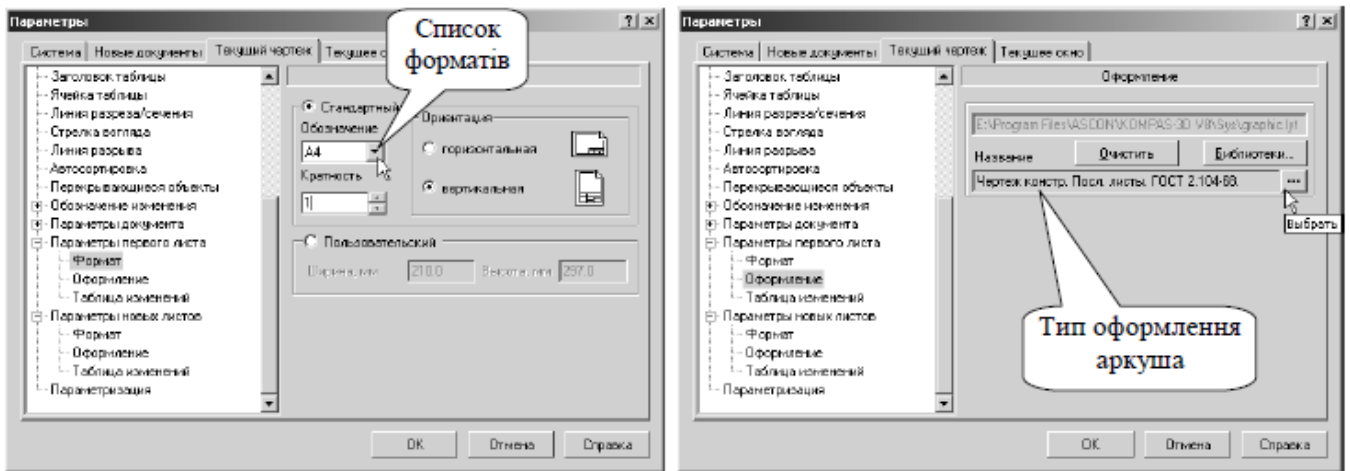 Параметры
Система Новые документы Текущий чертеж Текущее о
Список форматів
Заголовок таблицы
Ячейка таблицы
Линия разреза/сечения
Стрелка взгляда
Линия разрыва
Автосортировка
Перекрывающиеся объекты
Обозначение изменения
Параметры документа
Параметры первого листа
Формат
Оформление
Таблица изменений
Параметры новых листов
Формат
Оформление
Таблица изменений
Параметризация
Стандартный
Обозначение
A4
Кратность
1
Ориентация
горизонтальная
вертикальная
Пользовательский
Ширина, мм 210.0 Высота, мм 297.0
OK Отмена Справка
Параметры
Система Новые документы Текущий чертеж Текущее окно
Заголовок таблицы
Ячейка таблицы
Линия разреза/сечения
Стрелка взгляда
Линия разрыва
Автосортировка
Перекрывающиеся объекты
Обозначение изменения
Параметры документа
Параметры первого листа
Формат
Оформление
Таблица изменений
Параметры новых листов
Формат
Оформление
Таблица изменений
Параметризация
Оформление
E:\Program Files\ASCON\KOMPAS-3D V8\Sys\graphic.lyt
Название Очистить Библиотеки...
Чертеж констр. Посл. листы. ГОСТ 2.104-68. ...
Выбрать
Тип оформлення
аркуша
OK Отмена Справка